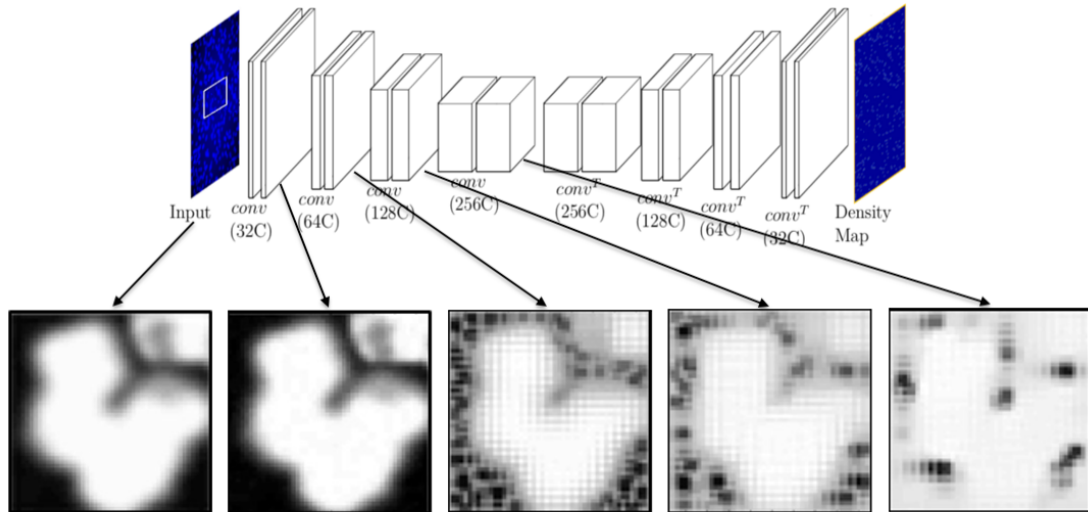 Input
conv
(32C)
conv
(64C)
conv
(128C)
conv
(256C)
conv^T
(256C)
conv^T
(128C)
conv^T
(64C)
conv^T
(32C)
Density
Map